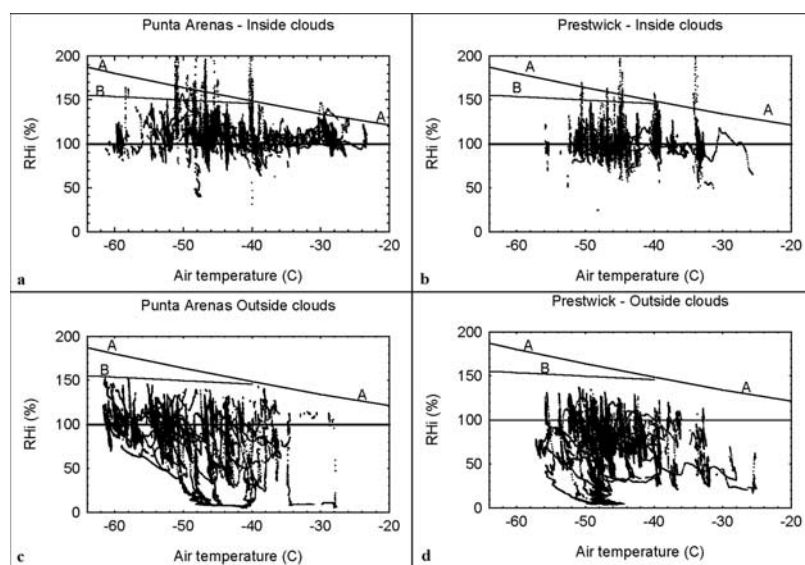 Punta Arenas - Inside clouds
200
150
100
50
0
RHi (%)
A
B
A
-60 -50 -40 -30 -20
Air temperature (C)
a
Prestwick - Inside clouds
200
150
100
50
0
RHi (%)
A
B
A
-60 -50 -40 -30 -20
Air temperature (C)
b
Punta Arenas Outside clouds
200
150
100
50
0
RHi (%)
A
B
A
-60 -50 -40 -30 -20
Air temperature (C)
c
Prestwick - Outside clouds
200
150
100
50
0
RHi (%)
A
B
A
-60 -50 -40 -30 -20
Air temperature (C)
d